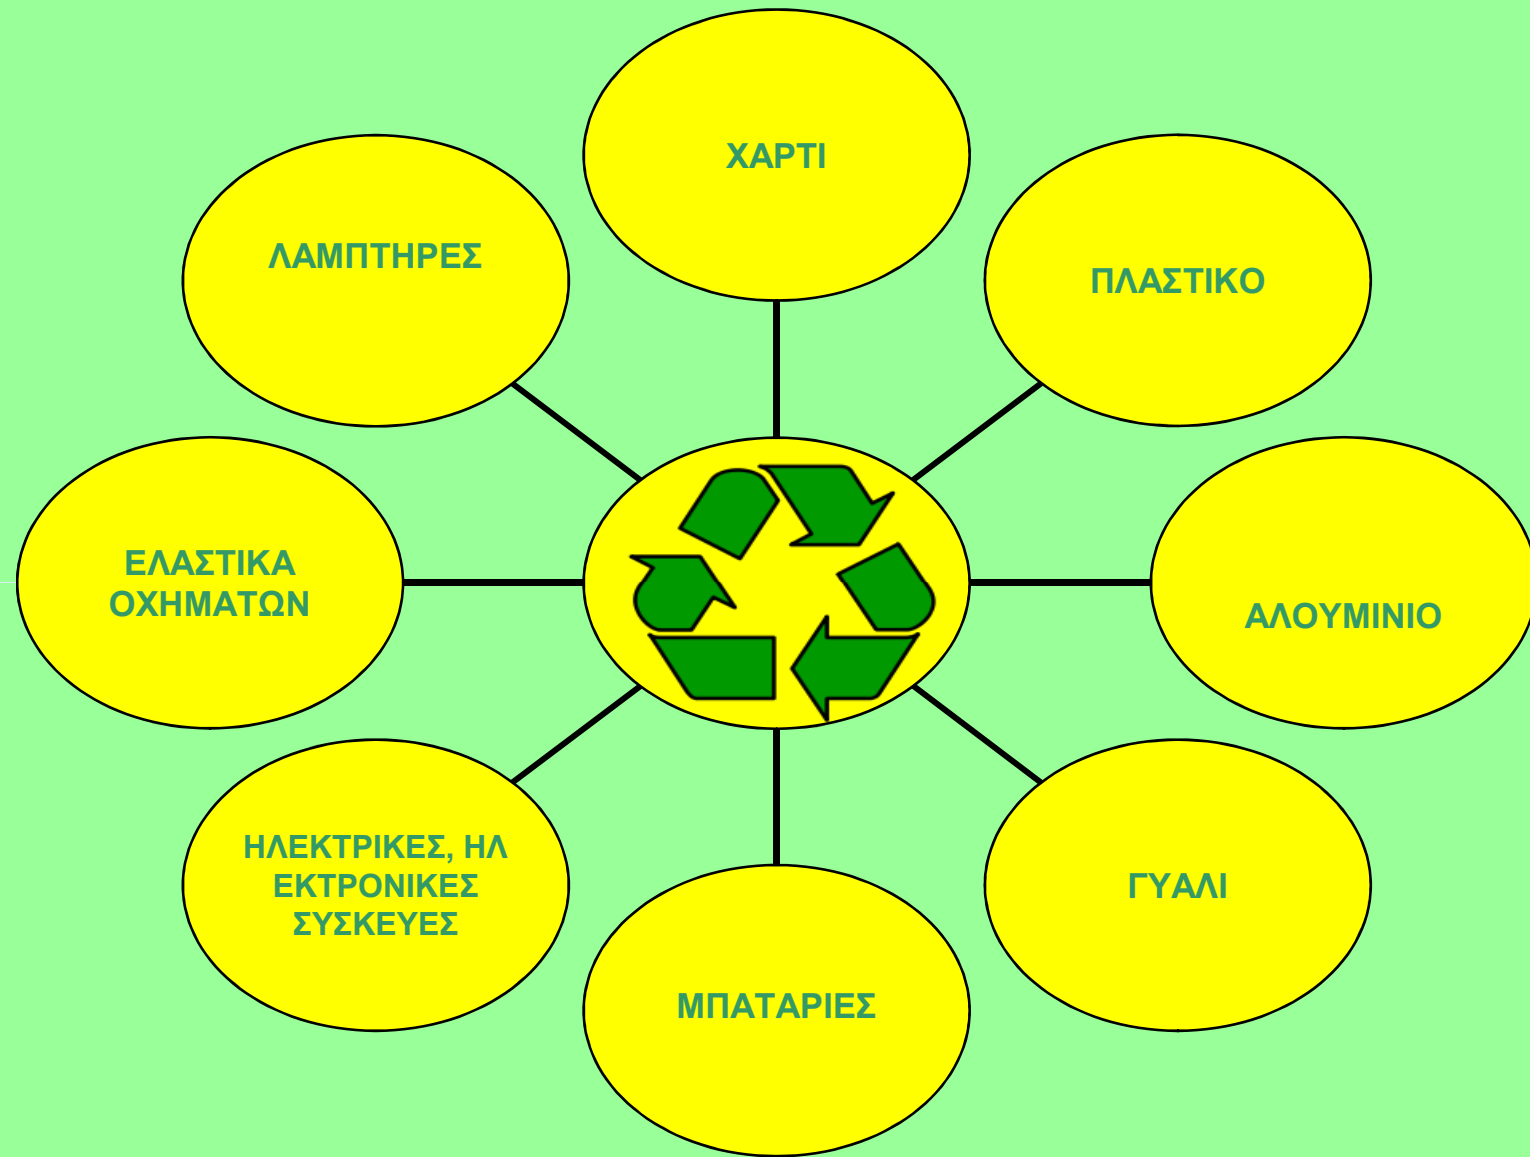 ΧΑΡΤΙ
ΛΑΜΠΤΗΡΕΣ
ΠΛΑΣΤΙΚΟ
ΕΛΑΣΤΙΚΑ
ΟΧΗΜΑΤΩΝ
ΑΛΟΥΜΙΝΙΟ
ΗΛΕΚΤΡΙΚΕΣ, ΗΛ
ΕΚΤΡΟΝΙΚΕΣ
ΣΥΣΚΕΥΕΣ
ΓΥΑΛΙ
ΜΠΑΤΑΡΙΕΣ